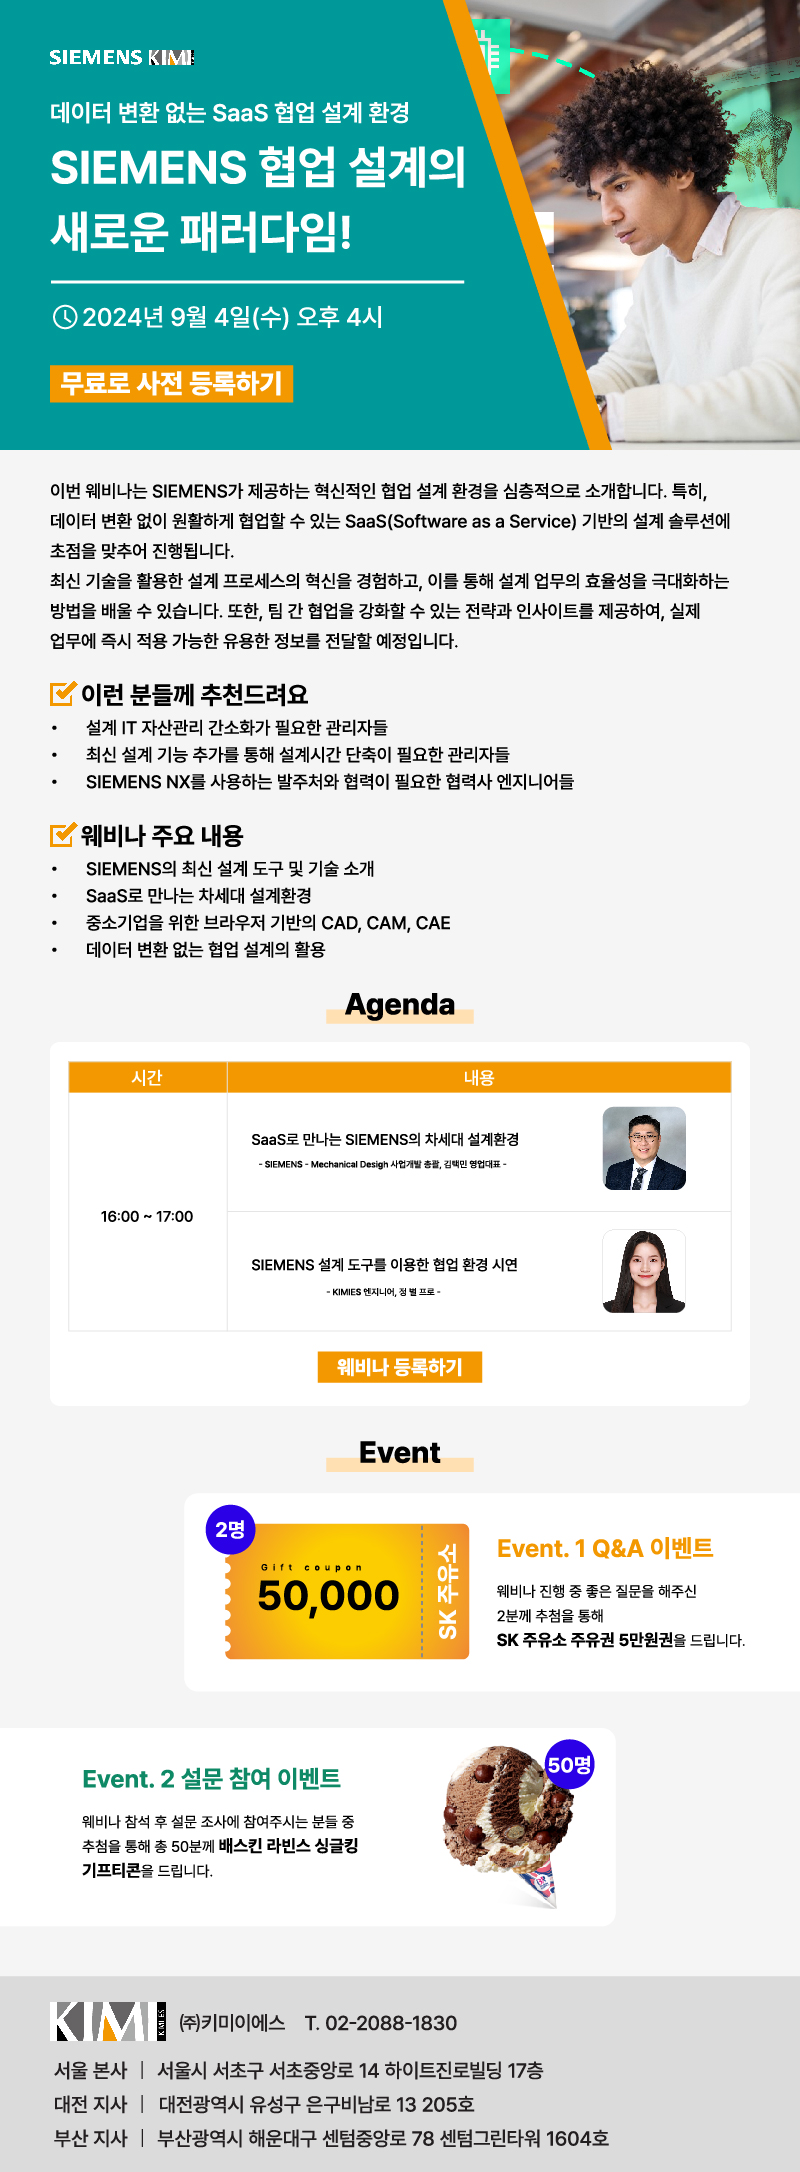 SIEMENS KIMI
데이터 변환 없는 SaaS 협업 설계 환경
SIEMENS 협업 설계의
새로운 패러다임!
2024년 9월 4일(수) 오후 4시
무료로 사전 등록하기
이번 웨비나는 SIEMENS가 제공하는 혁신적인 협업 설계 환경을 심층적으로 소개합니다. 특히,
데이터 변환 없이 원활하게 협업할 수 있는 SaaS(Software as a Service) 기반의 설계 솔루션에
초점을 맞추어 진행됩니다.
최신 기술을 활용한 설계 프로세스의 혁신을 경험하고, 이를 통해 설계 업무의 효율성을 극대화하는
방법을 배울 수 있습니다. 또한, 팀 간 협업을 강화할 수 있는 전략과 인사이트를 제공하여, 실제
업무에 즉시 적용 가능한 유용한 정보를 전달할 예정입니다.
이런 분들께 추천드려요
• 설계 IT 자산관리 간소화가 필요한 관리자들
• 최신 설계 기능 추가를 통해 설계시간 단축이 필요한 관리자들
• SIEMENS NX를 사용하는 발주처와 협력이 필요한 협력사 엔지니어들
웨비나 주요 내용
• SIEMENS의 최신 설계 도구 및 기술 소개
• SaaS로 만나는 차세대 설계환경
• 중소기업을 위한 브라우저 기반의 CAD, CAM, CAE
• 데이터 변환 없는 협업 설계의 활용
Agenda
시간 내용
SaaS로 만나는 SIEMENS의 차세대 설계환경
- SIEMENS - Mechanical Desigh 사업개발 총괄, 김택민 영업대표 -
16:00 ~ 17:00
SIEMENS 설계 도구를 이용한 협업 환경 시연
- KIMIES 엔지니어, 정 별 프로 -
웨비나 등록하기
Event
2명
Gift coupon
50,000
SK 주유소
Event. 1 Q&A 이벤트
웨비나 진행 중 좋은 질문을 해주신
2분께 추첨을 통해
SK 주유소 주유권 5만원권을 드립니다.
Event. 2 설문 참여 이벤트
웨비나 참석 후 설문 조사에 참여주시는 분들 중
추첨을 통해 총 50분께 배스킨 라빈스 싱글킹
기프티콘을 드립니다.
50명
KIMI KIMIES (주)키미이에스 T. 02-2088-1830
서울 본사 | 서울시 서초구 서초중앙로 14 하이트진로빌딩 17층
대전 지사 | 대전광역시 유성구 은구비남로 13 205호
부산 지사 | 부산광역시 해운대구 센텀중앙로 78 센텀그린타워 1604호